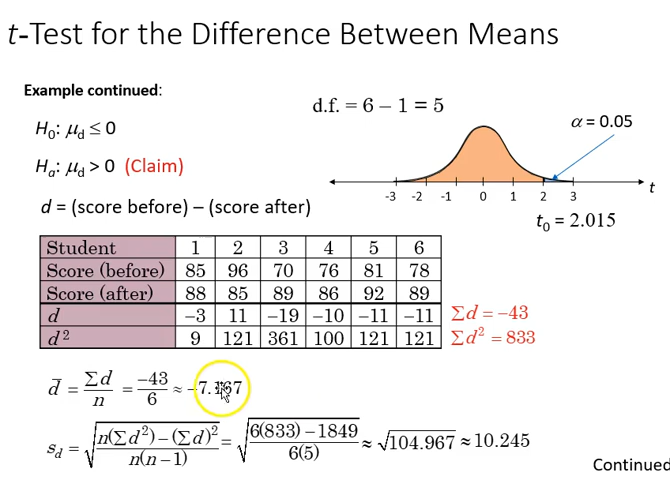 t-Test for the Difference Between Means
Example continued:
d.f. = 6 – 1 = 5
α = 0.05
H₀: μd ≤ 0
Hₐ: μd > 0 (Claim)
-3 -2 -1 0 1 2 3 t
t₀ = 2.015
d = (score before) – (score after)
Student 1 2 3 4 5 6
Score (before) 85 96 70 76 81 78
Score (after) 88 85 89 86 92 89
d −3 11 −19 −10 −11 −11 Σd = −43
d² 9 121 361 100 121 121 Σd² = 833
d̄ = Σd/n = −43/6 ≈ −7.167
s_d = √(n(Σd²)−(Σd)²/n(n−1)) = √(6(833)−1849/6(5)) ≈ √104.967 ≈ 10.245
Continued